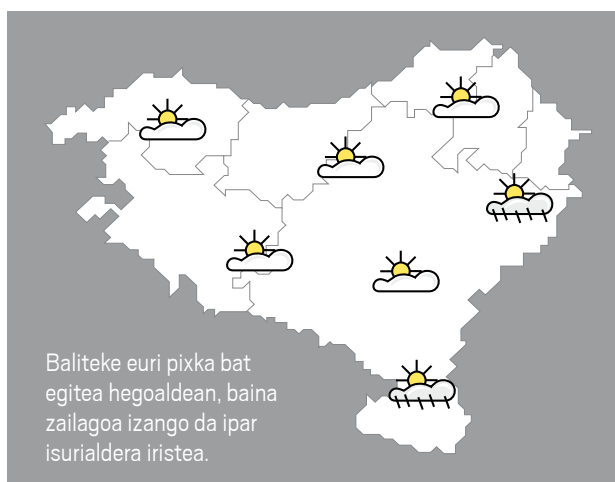 Baliteke euri pixka bat
egitea hegoaldean, baina
zailagoa izango da ipar
isurialdera iristea.